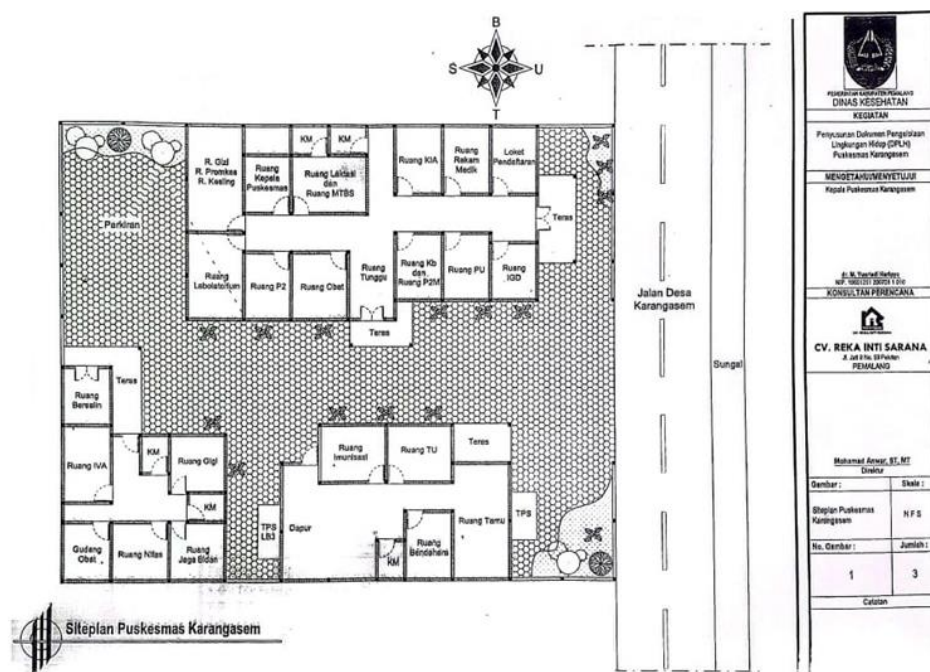 B
S
U
T
KM
KM
R. Gizi
R. Promkes
R. Kesling
Ruang
Kepala
Puskesmas
Ruang Laktasi
dan
Ruang MTBS
Ruang KIA
Ruang
Rekam
Medik
Loket
Pendaftaran
Parkiran
Teras
Ruang
Labolatorium
Ruang P2
Ruang Obat
Ruang
Tunggu
Ruang Kb
dan
Ruang P2M
Ruang PU
Ruang
IGD
Teras
Jalan Desa
Karangasem
Sungai
Ruang
Bersalin
Teras
Ruang IVA
KM
Ruang Gigi
KM
Gudang
Obat
Ruang Nifas
Ruang
Jaga Bidan
TPS
LB3
Ruang
Imunisasi
Ruang TU
Teras
Dapur
KM
Ruang
Bendahara
Ruang Tamu
TPS
Siteplan Puskesmas Karangasem
PEMERINTAH KABUPATEN PEMALANG
DINAS KESEHATAN
KEGIATAN
Penyusunan Dokumen Pengelolaan
Lingkungan Hidup (DPLH)
Puskesmas Karangasem
MENGETAHUI/MENYETUJUI
Kepala Puskesmas Karangasem
KONSULTAN PERENCANA
CV. REKA INTI SARANA
PEMALANG
Mohamad Anwar, ST, MT
Direktur
Gambar :
Skala :
Siteplan Puskesmas
Karangasem
N F S
No. Gambar :
Jumlah :
1
3
Catatan